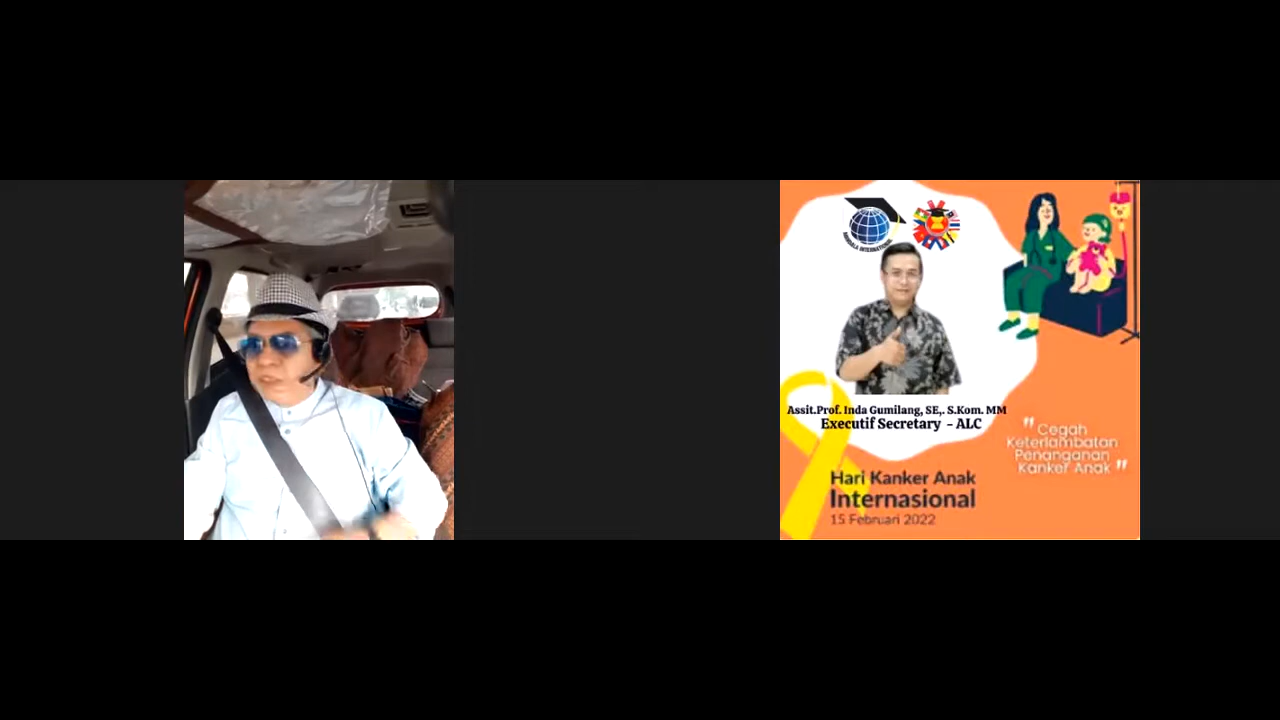 Assit.Prof. Inda Gumilang, SE,. S.Kom. MM
Executif Secretary - ALC
" Cegah
Keterlambatan
Penanganan
Kanker Anak "
Hari Kanker Anak
Internasional
15 Februari 2022